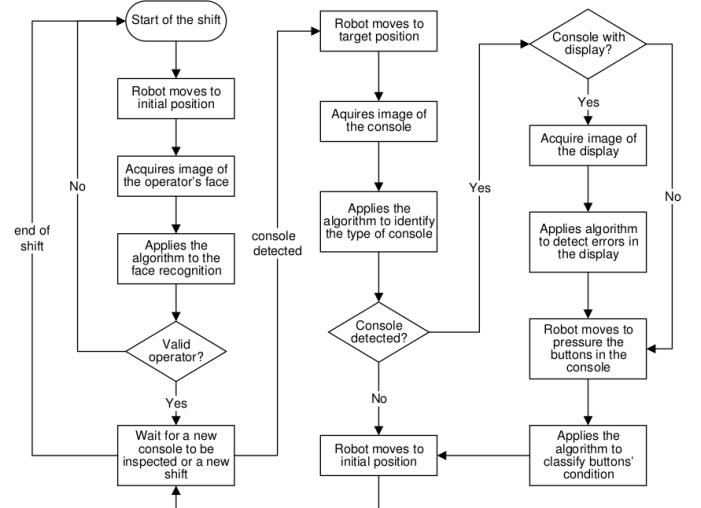 Start of the shift
Robot moves to
initial position
Acquires image of
the operator's face
Applies the
algorithm to the
face recognition
Valid
operator?
No
Yes
Wait for a new
console to be
inspected or a new
shift
end of
shift
console
detected
Robot moves to
target position
Aquires image of
the console
Applies the
algorithm to identify
the type of console
Console
detected?
Yes
No
Robot moves to
initial position
Console with
display?
Yes
No
Acquire image of
the display
Applies algorithm
to detect errors in
the display
Robot moves to
pressure the
buttons in the
console
Applies the
algorithm to
classify buttons'
condition